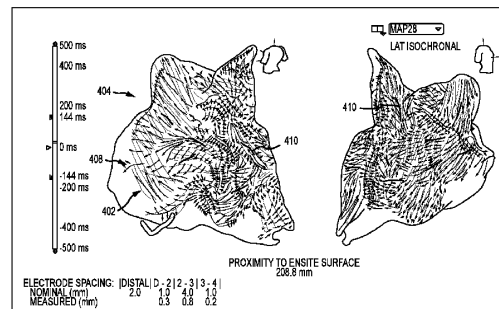 MAP28
LAT ISOCHRONAL
500 ms
400 ms
200 ms
144 ms
0 ms
-144 ms
-200 ms
-400 ms
-500 ms
404
408
402
410
410
PROXIMITY TO ENSITE SURFACE
208.8 mm
ELECTRODE SPACING: |DISTAL| D - 2 | 2 - 3 | 3 - 4 |
NOMINAL (mm) 2.0 1.0 4.0 1.0
MEASURED (mm) 0.3 0.8 0.2